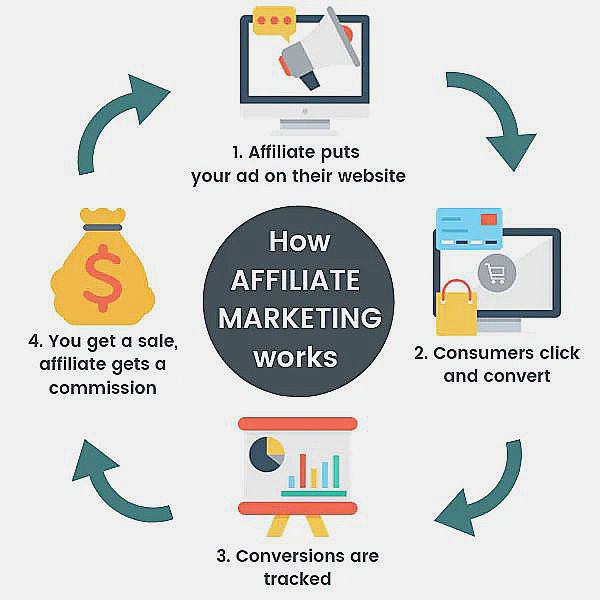 1. Affiliate puts
your ad on their website
How
AFFILIATE
MARKETING
works
2. Consumers click
and convert
$
4. You get a sale,
affiliate gets a
commission
3. Conversions are
tracked